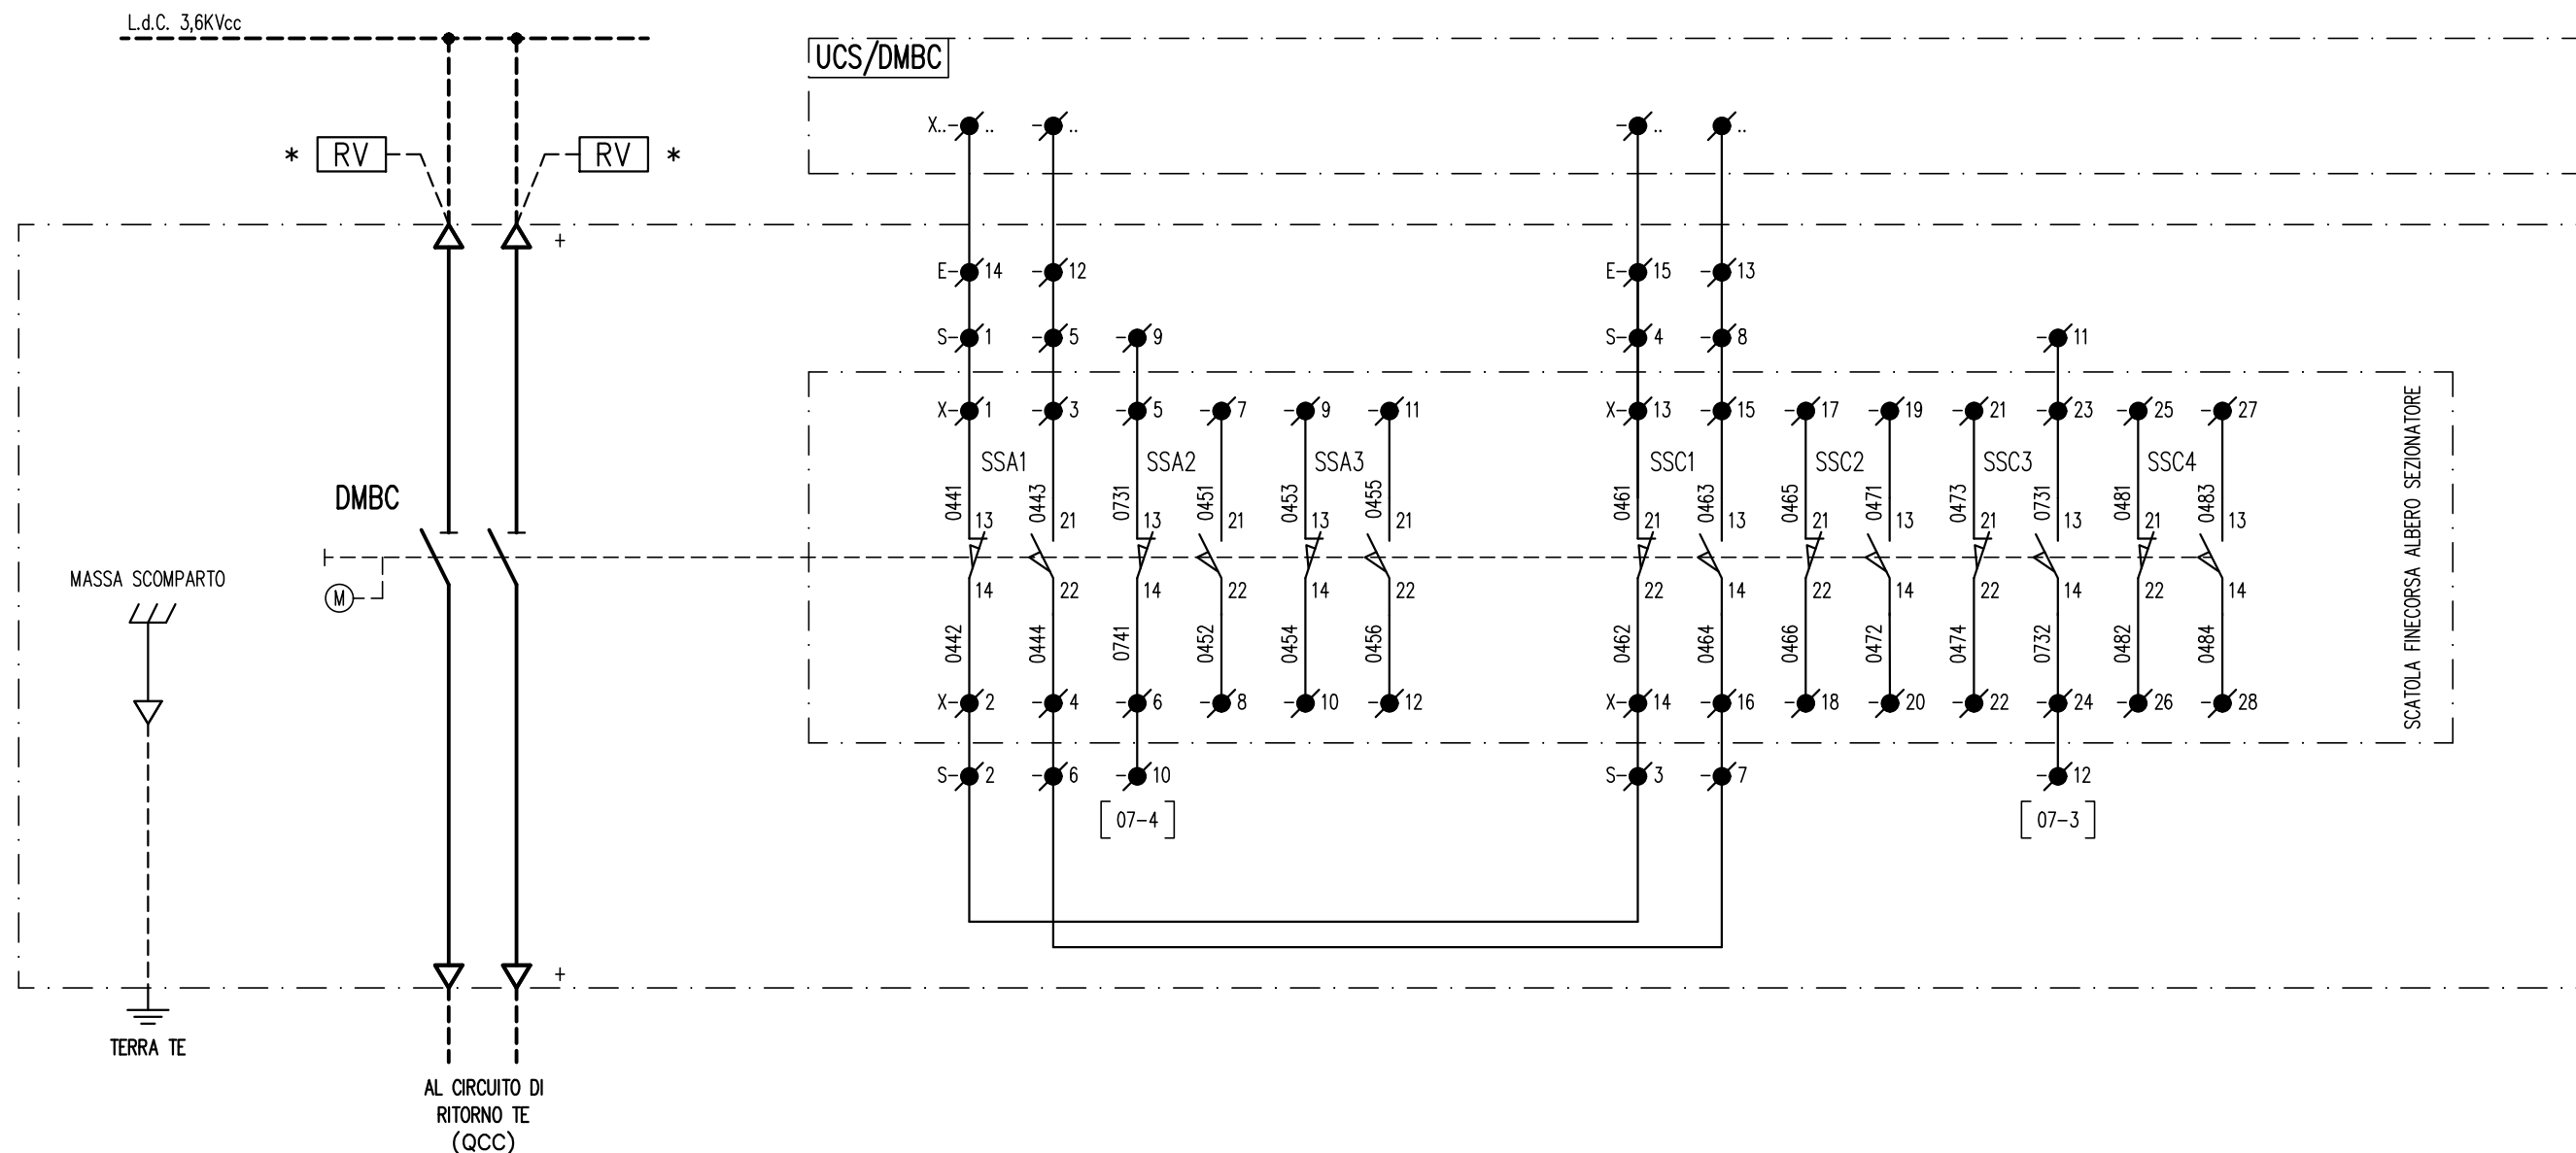 L.d.C. 3,6KVcc
UCS/DMBC
X..- .. - .. - .. ..
* RV RV *
+
E- 14 - 12 E- 15 - 13
S- 1 - 5 - 9 S- 4 - 8 - 11
X- 1 - 3 - 5 - 7 - 9 - 11 X- 13 - 15 - 17 - 19 - 21 - 23 - 25 - 27
SSA1 SSA2 SSA3 SSC1 SSC2 SSC3 SSC4
DMBC
0441 0443 0731 0451 0453 0455 0461 0463 0465 0471 0473 0731 0481 0483
13 21 13 21 13 21 21 13 21 13 21 13 21 13
M
14 22 14 22 14 22 22 14 22 14 22 14 22 14
0442 0444 0741 0452 0454 0456 0462 0464 0466 0472 0474 0732 0482 0484
X- 2 - 4 - 6 - 8 - 10 - 12 X- 14 - 16 - 18 - 20 - 22 - 24 - 26 - 28
S- 2 - 6 - 10 S- 3 - 7 - 12
[07-4] [07-3]
SCATOLA FINECORSA ALBERO SEZIONATORE
MASSA SCOMPARTO
+
TERRA TE
AL CIRCUITO DI
RITORNO TE
(QCC)